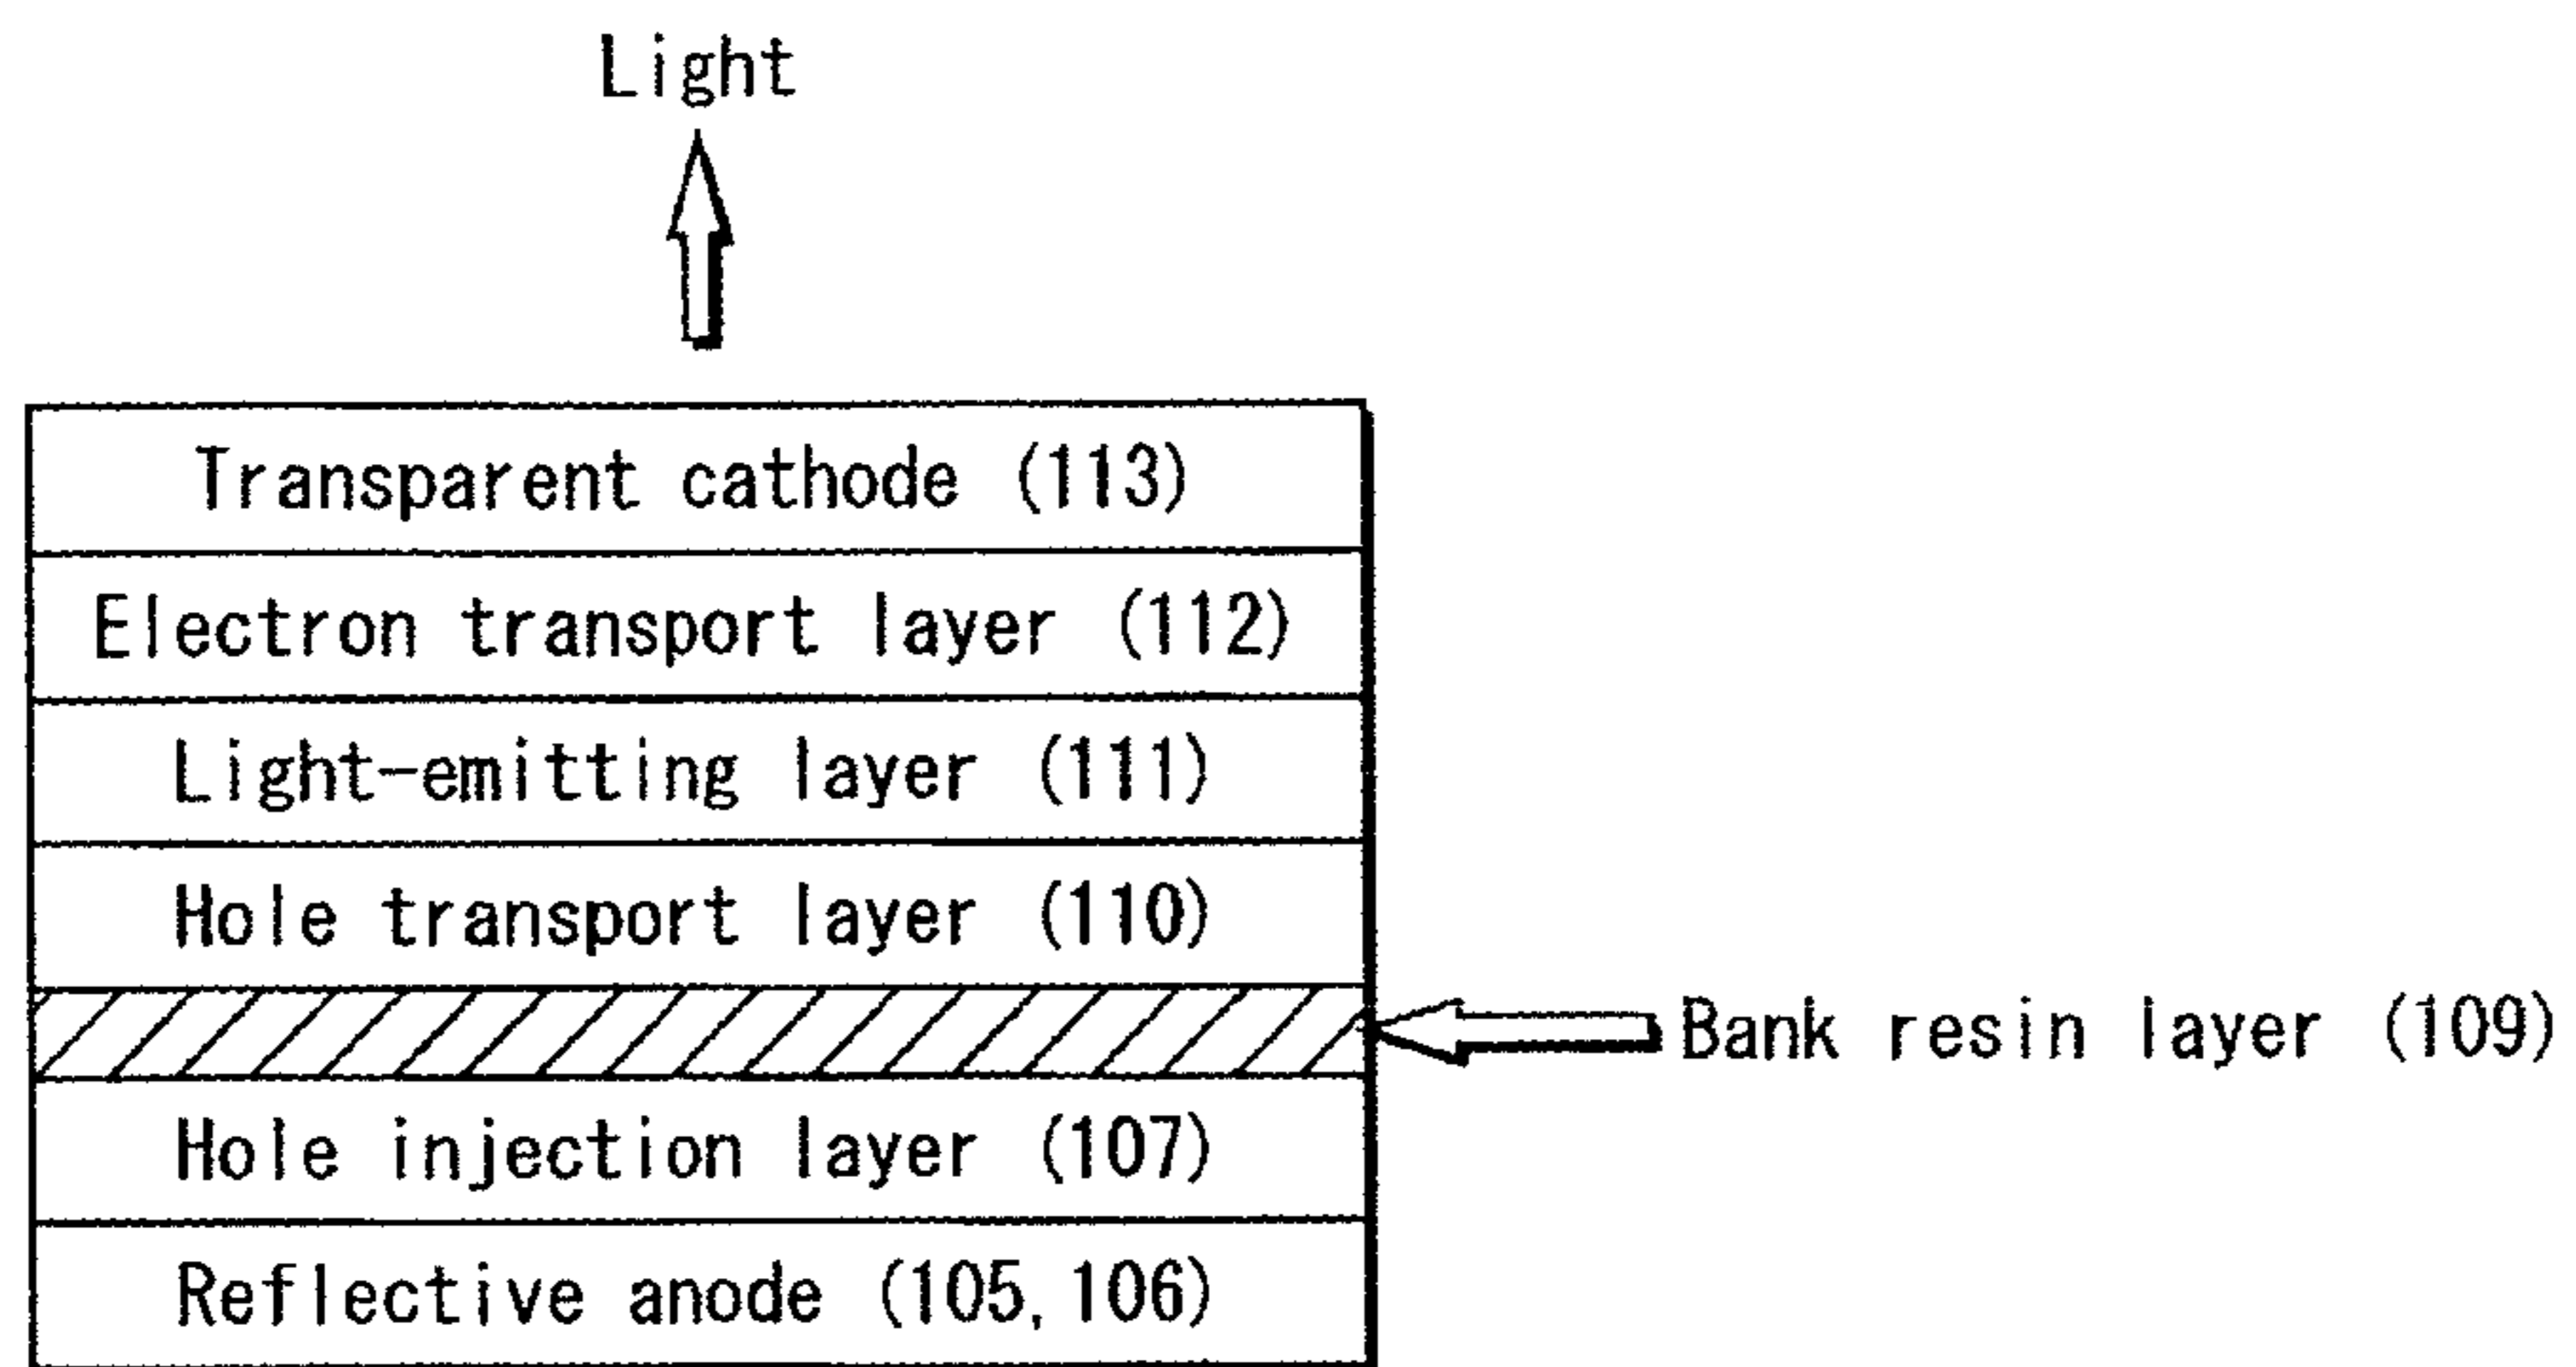 Light
Transparent cathode (113)
Electron transport layer (112)
Light-emitting layer (111)
Hole transport layer (110)
Bank resin layer (109)
Hole injection layer (107)
Reflective anode (105,106)